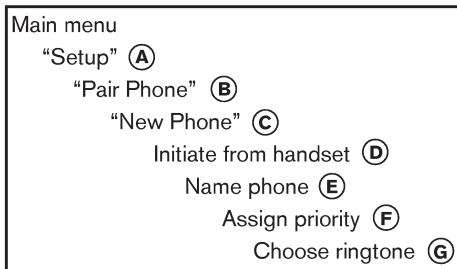 Main menu
“Setup” Ⓐ
“Pair Phone” Ⓑ
“New Phone” Ⓒ
Initiate from handset Ⓓ
Name phone Ⓔ
Assign priority Ⓕ
Choose ringtone Ⓖ